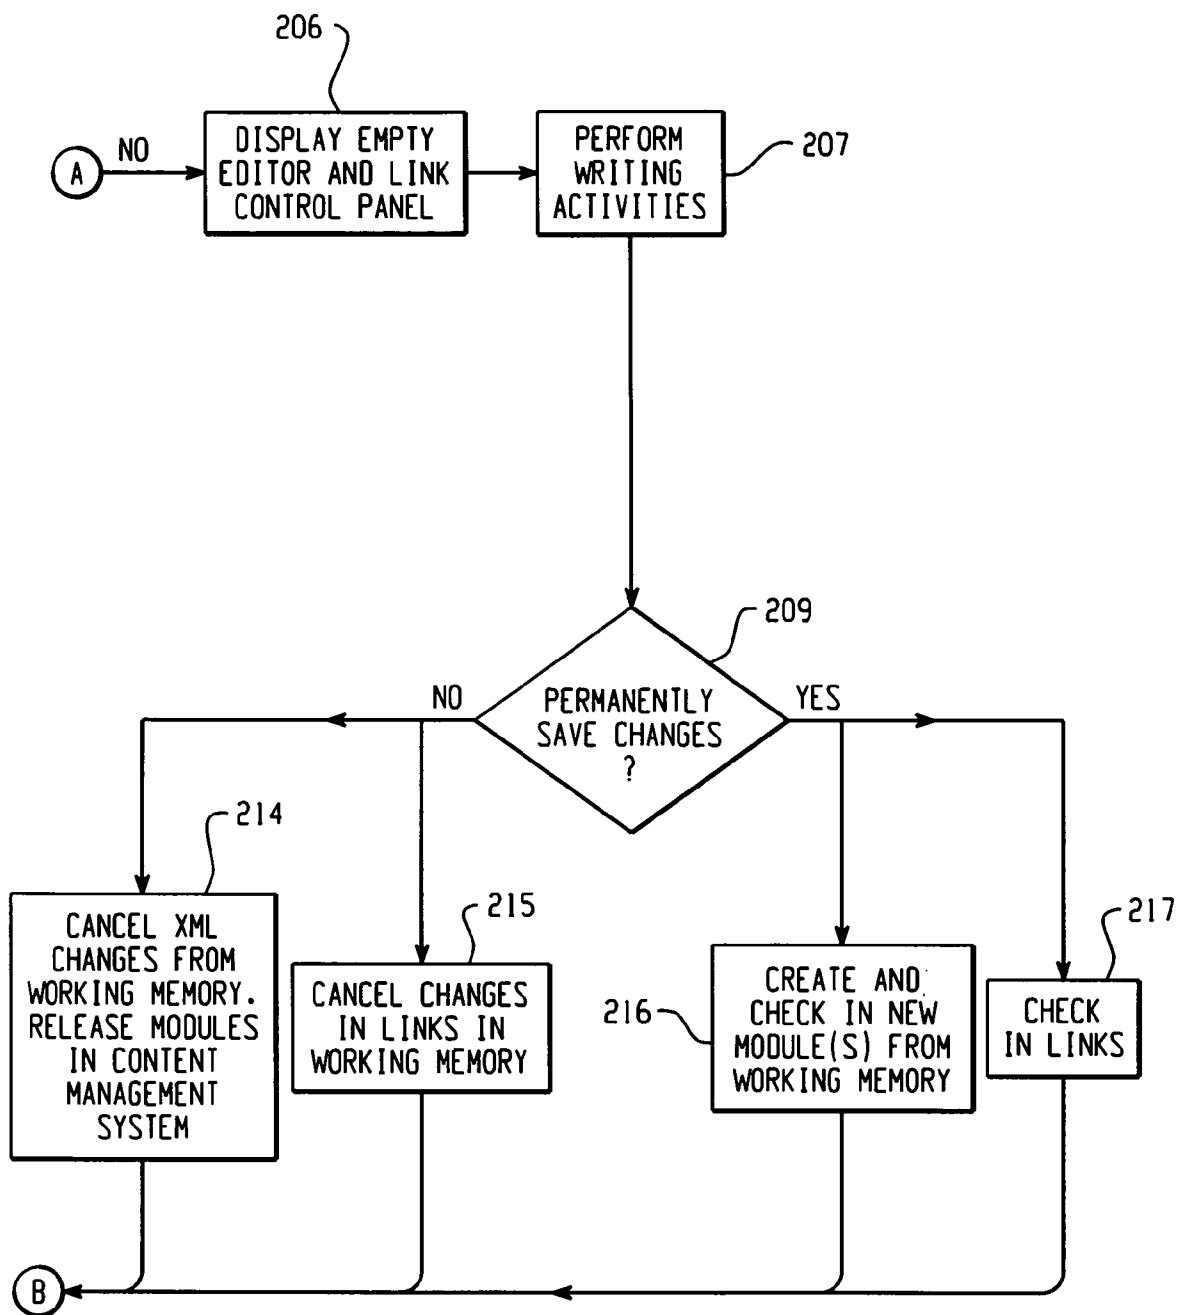 206
A
NO
DISPLAY EMPTY
EDITOR AND LINK
CONTROL PANEL
PERFORM
WRITING
ACTIVITIES
207
209
PERMANENTLY
SAVE CHANGES
?
NO
YES
214
CANCEL XML
CHANGES FROM
WORKING MEMORY.
RELEASE MODULES
IN CONTENT
MANAGEMENT
SYSTEM
215
CANCEL CHANGES
IN LINKS IN
WORKING MEMORY
216
CREATE AND
CHECK IN NEW
MODULE(S) FROM
WORKING MEMORY
217
CHECK
IN LINKS
B